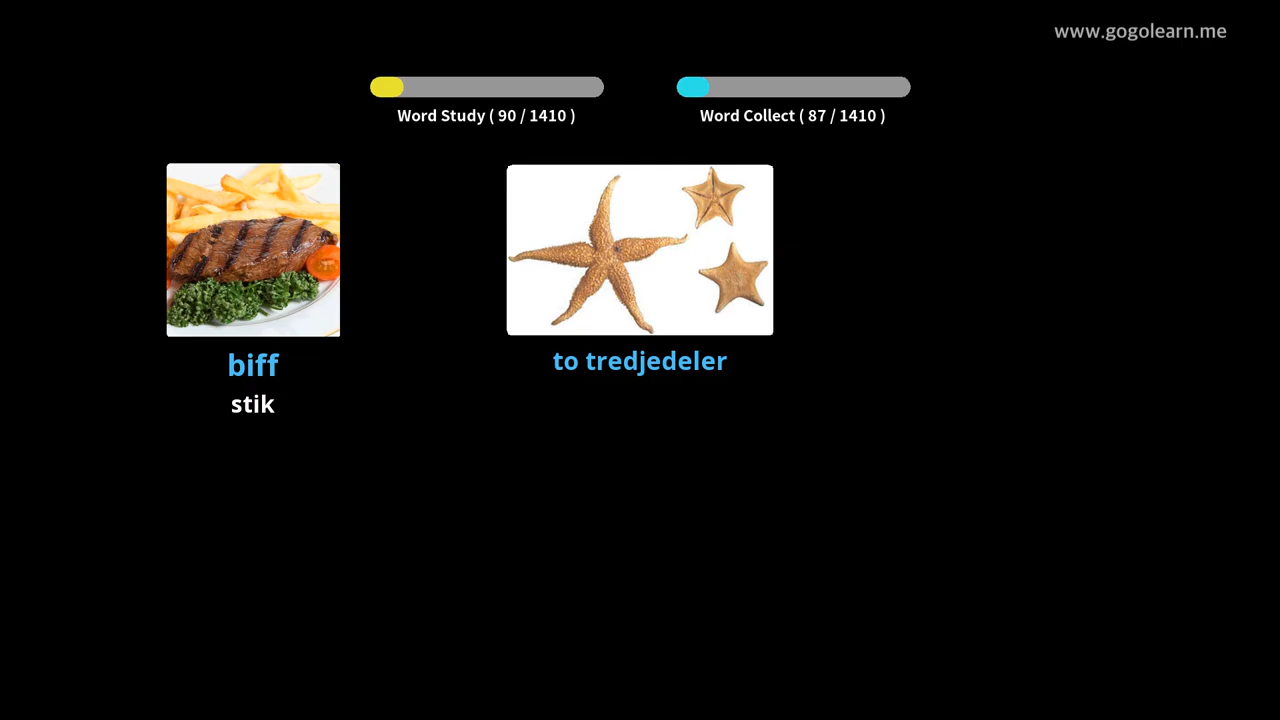 www.gogolearn.me
Word Study ( 90 / 1410 )
Word Collect ( 87 / 1410 )
biff
stik
to tredjedeler